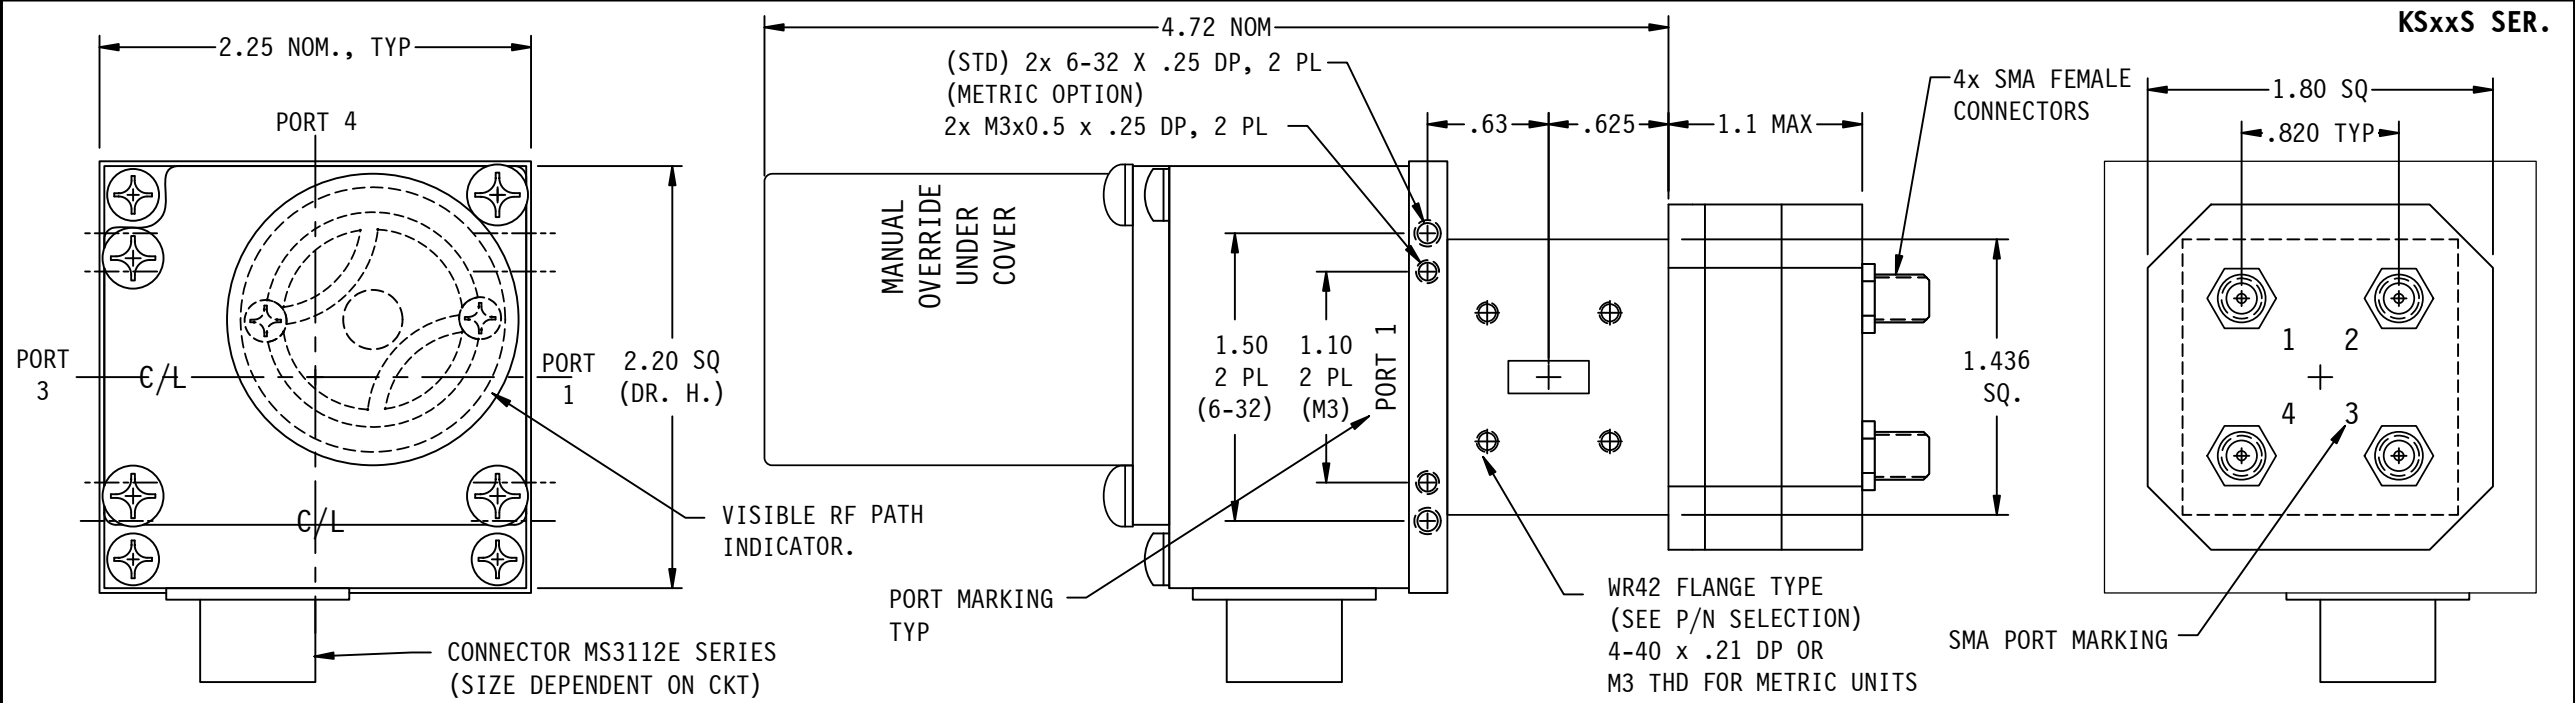 KSxxS SER.
2.25 NOM., TYP
PORT 4
PORT
3
C/L
C/L
PORT
1
2.20 SQ
(DR. H.)
VISIBLE RF PATH
INDICATOR.
CONNECTOR MS3112E SERIES
(SIZE DEPENDENT ON CKT)
4.72 NOM
(STD) 2x 6-32 X .25 DP, 2 PL
(METRIC OPTION)
2x M3x0.5 x .25 DP, 2 PL
.63
.625
1.1 MAX
MANUAL
OVERRIDE
UNDER
COVER
1.50
2 PL
(6-32)
1.10
2 PL
(M3)
PORT 1
PORT MARKING
TYP
WR42 FLANGE TYPE
(SEE P/N SELECTION)
4-40 x .21 DP OR
M3 THD FOR METRIC UNITS
4x SMA FEMALE
CONNECTORS
1.436
SQ.
1.80 SQ
.820 TYP
1 2
4 3
SMA PORT MARKING